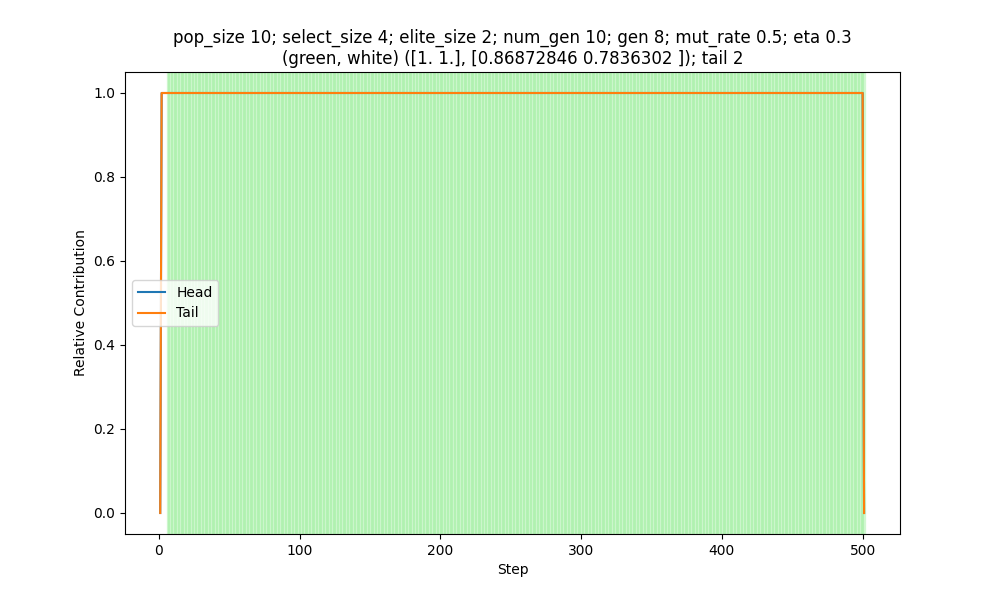 pop_size 10; select_size 4; elite_size 2; num_gen 10; gen 8; mut_rate 0.5; eta 0.3
(green, white) ([1. 1.], [0.86872846 0.7836302 ]); tail 2
1.0
0.8
0.6
0.4
0.2
0.0
Relative Contribution
Head
Tail
0 100 200 300 400 500
Step